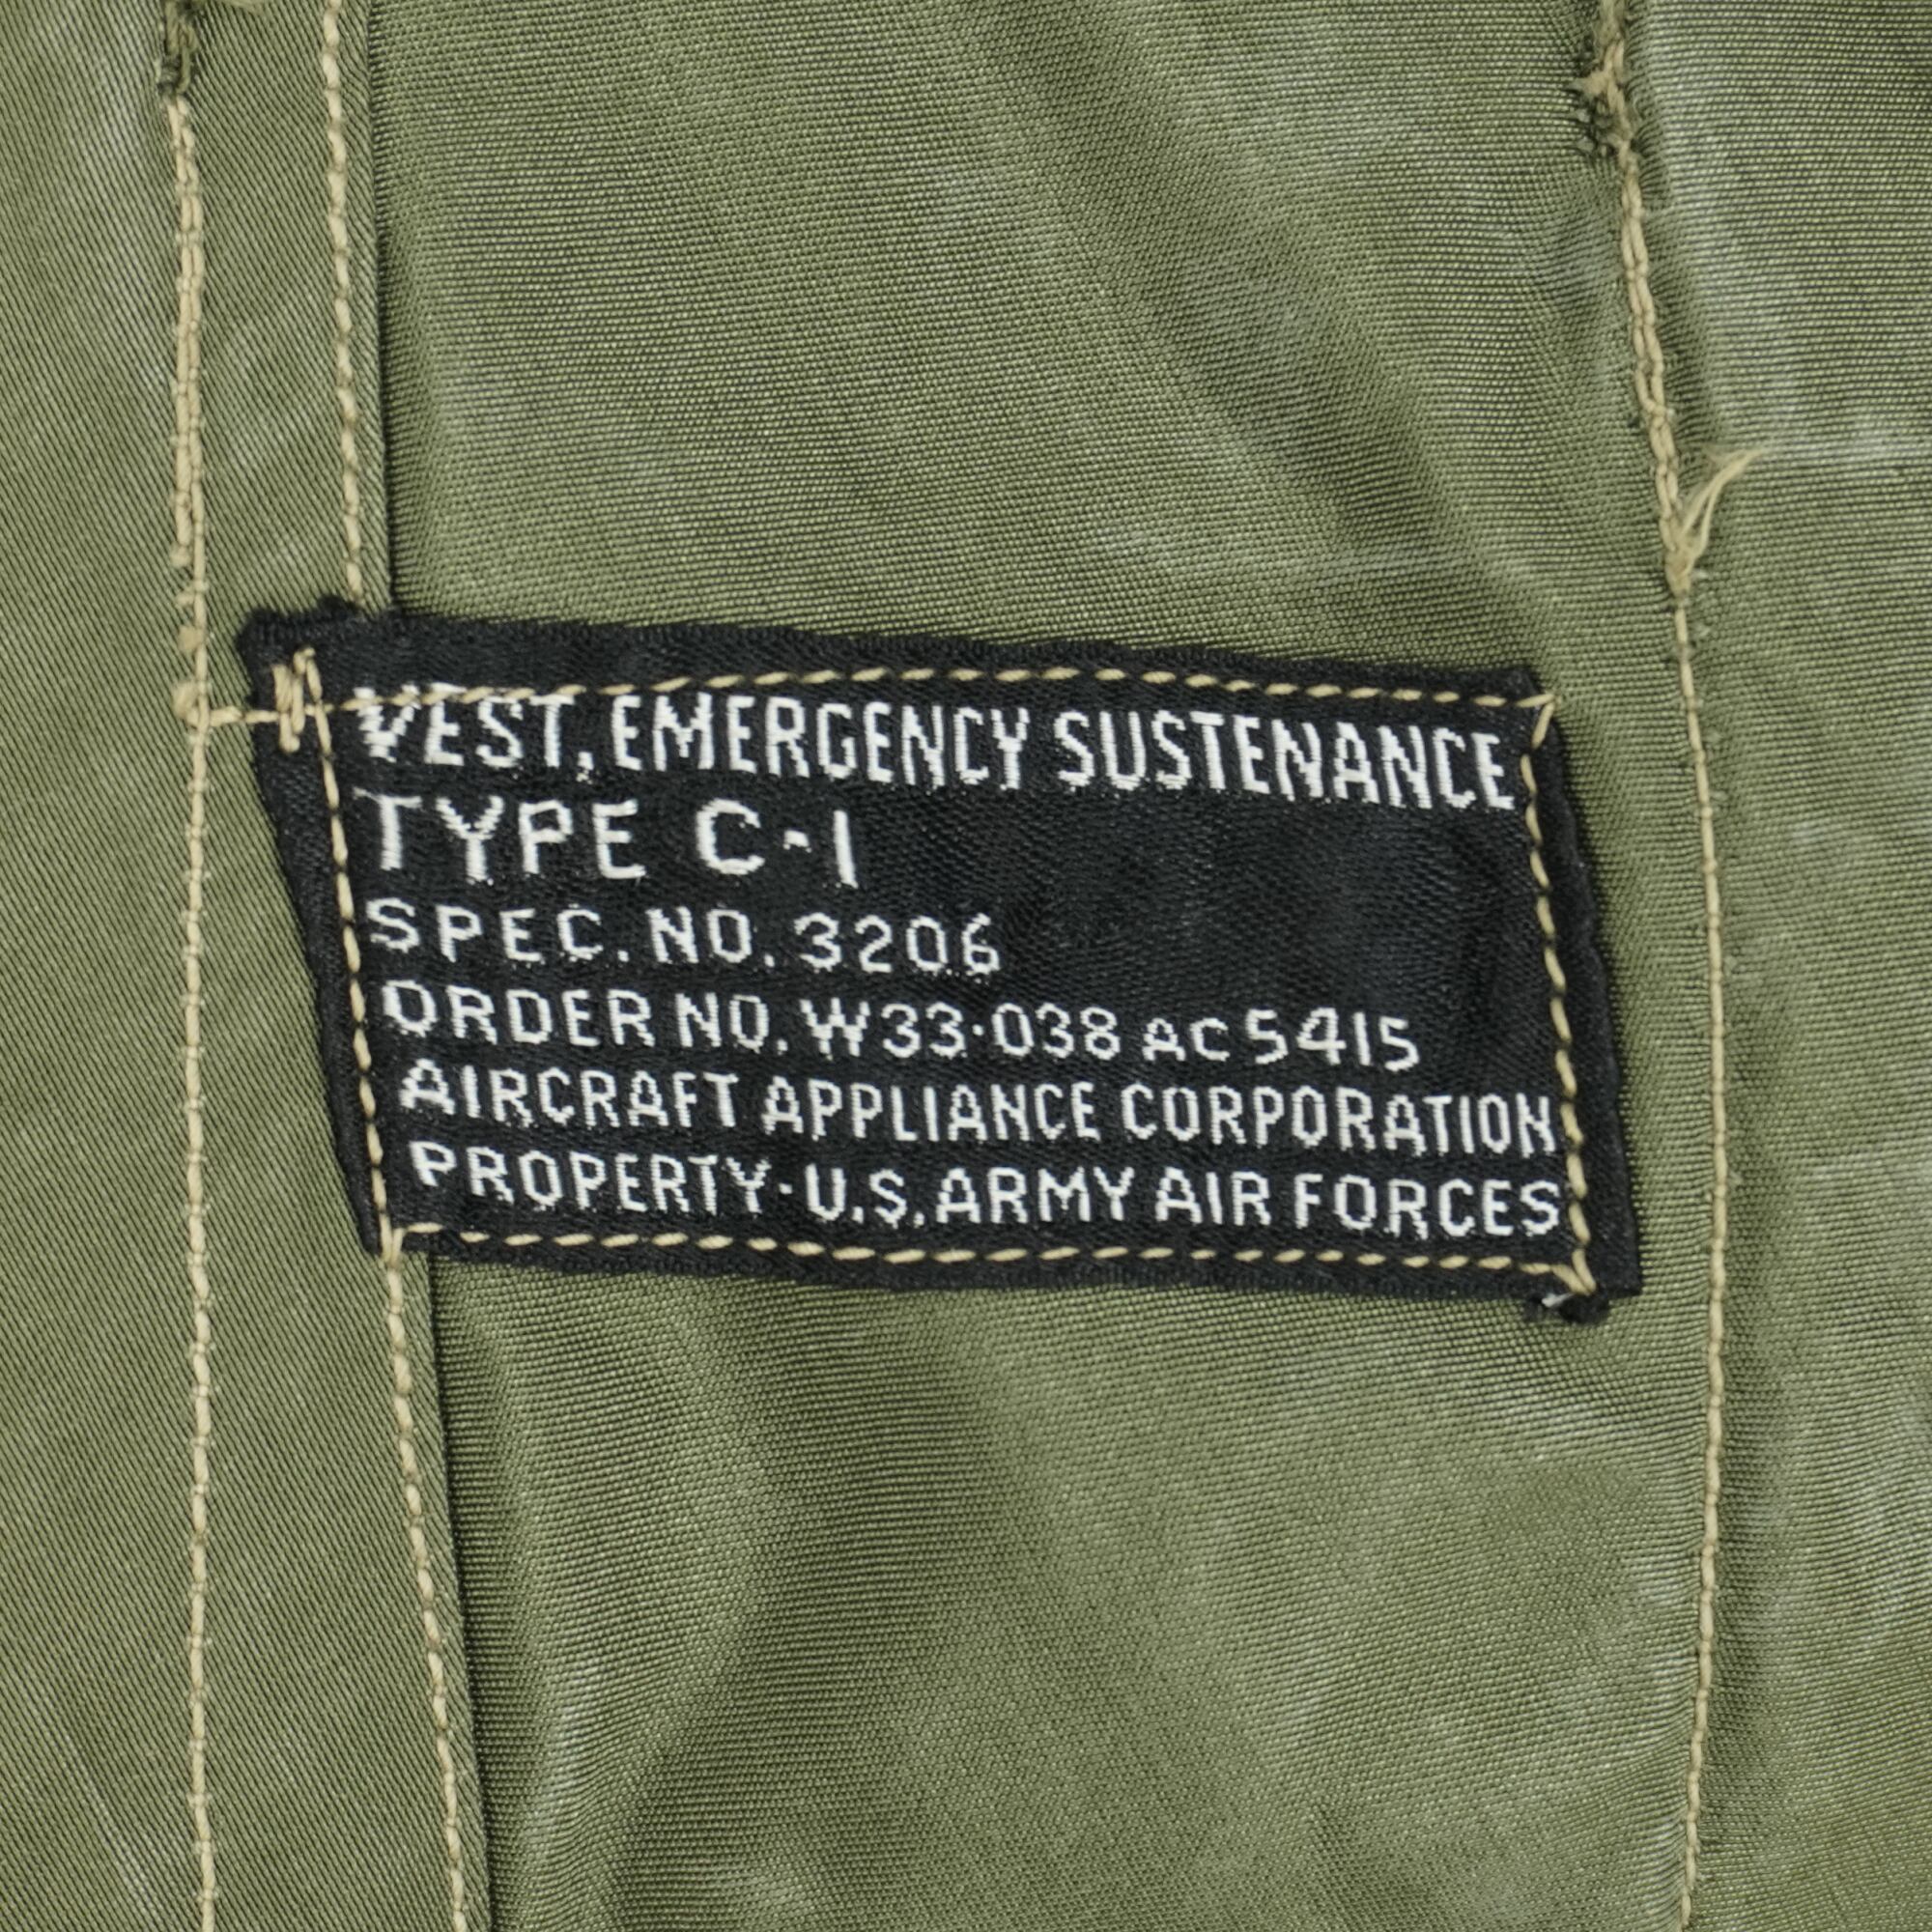 VEST, EMERGENCY SUSTENANCE
TYPE C-1
SPEC. NO. 3206
ORDER NO. W33-038 AC 5415
AIRCRAFT APPLIANCE CORPORATION
PROPERTY-U.S. ARMY AIR FORCES